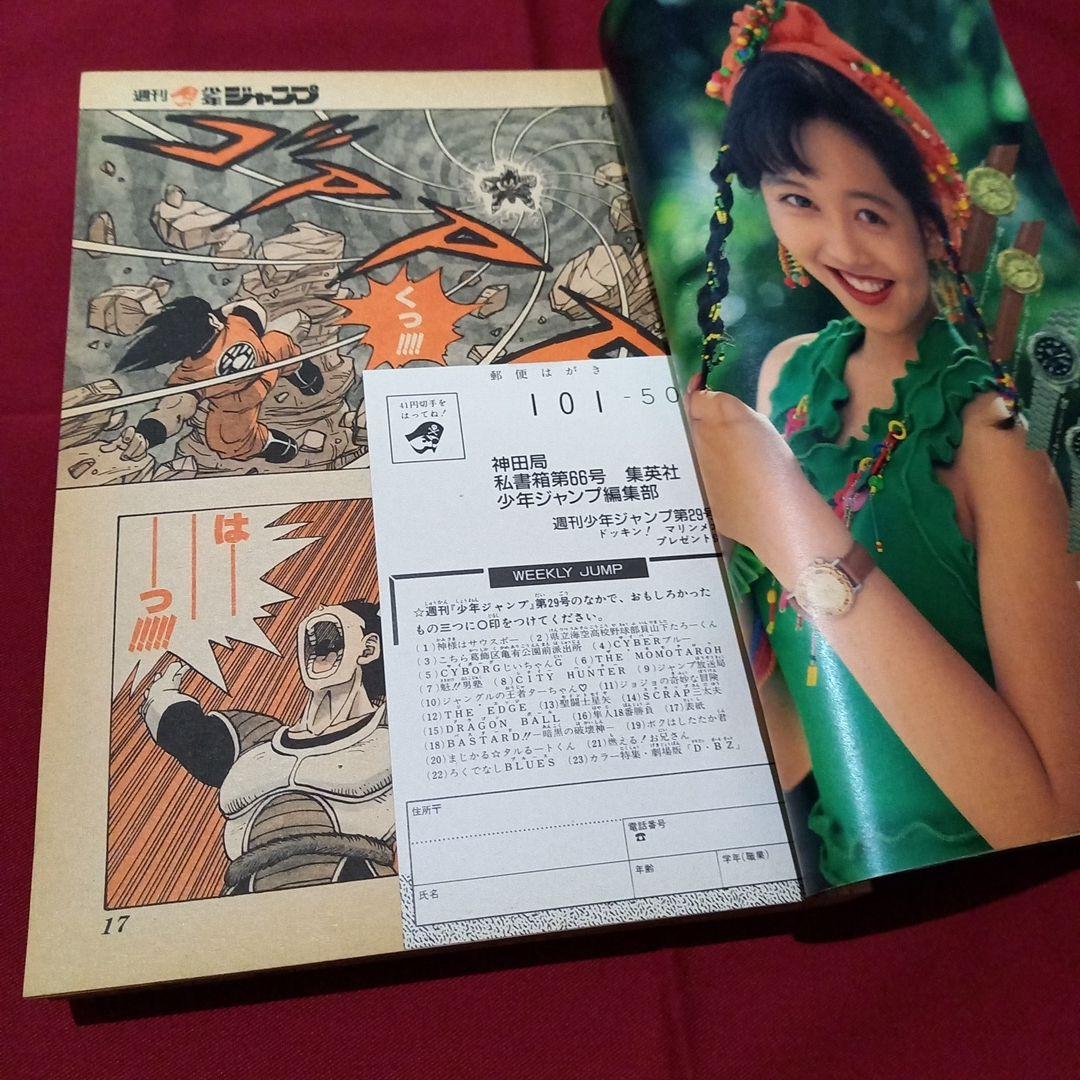 週刊少年ジャンプ
ゴアアア
くっ!!!!
は
っ!!!!!!
17
郵便はがき
41円切手を
はってね!
101-50
神田局
私書箱第66号 集英社
少年ジャンプ編集部
週刊少年ジャンプ第29号
ドッキン! マリンメ
プレゼント
WEEKLY JUMP
☆週刊『少年ジャンプ』第29号のなかで、おもしろかった
もの三つに○印をつけてください。
(1)神様はサウスポー (2)県立海空高校野球部員山下たろーくん
(3)こちら葛飾区亀有公園前派出所 (4)CYBERブルー
(5)CYBORGじいちゃんG (6)THE MOMOTAROH
(7)魁!!男塾 (8)CITY HUNTER (9)ジャンプ放送局
(10)ジャングルの王者ターちゃん♡ (11)ジョジョの奇妙な冒険
(12)THE EDGE (13)聖闘士星矢 (14)SCRAP三太夫
(15)DRAGON BALL (16)隼人18番勝負 (17)表紙
(18)BASTARD!!—暗黒の破壊神— (19)ボクはしたたか君
(20)まじかる☆タルるートくん (21)燃える!お兄さん
(22)ろくでなしBLUES (23)カラー特集・劇場版『D・BZ』
住所〒
電話番号
☎
氏名
年齢
学年(職業)